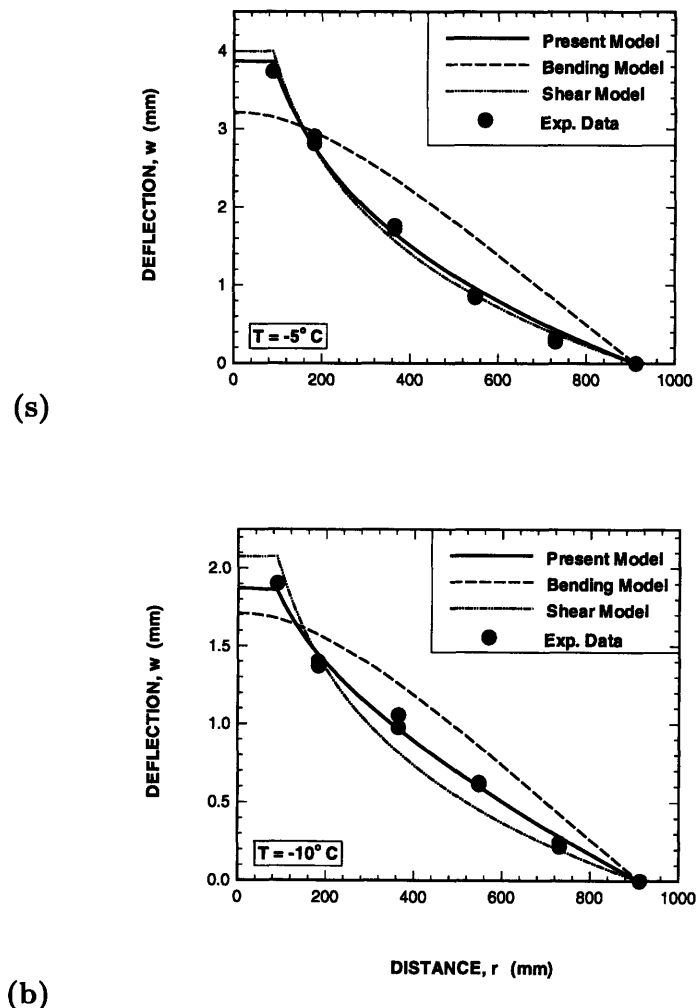 Present Model
Bending Model
Shear Model
Exp. Data
4
3
2
1
0
DEFLECTION, w (mm)
T = -5° C
0 200 400 600 800 1000
(s)
Present Model
Bending Model
Shear Model
Exp. Data
2.0
1.5
1.0
0.5
0.0
DEFLECTION, w (mm)
T = -10° C
0 200 400 600 800 1000
DISTANCE, r (mm)
(b)